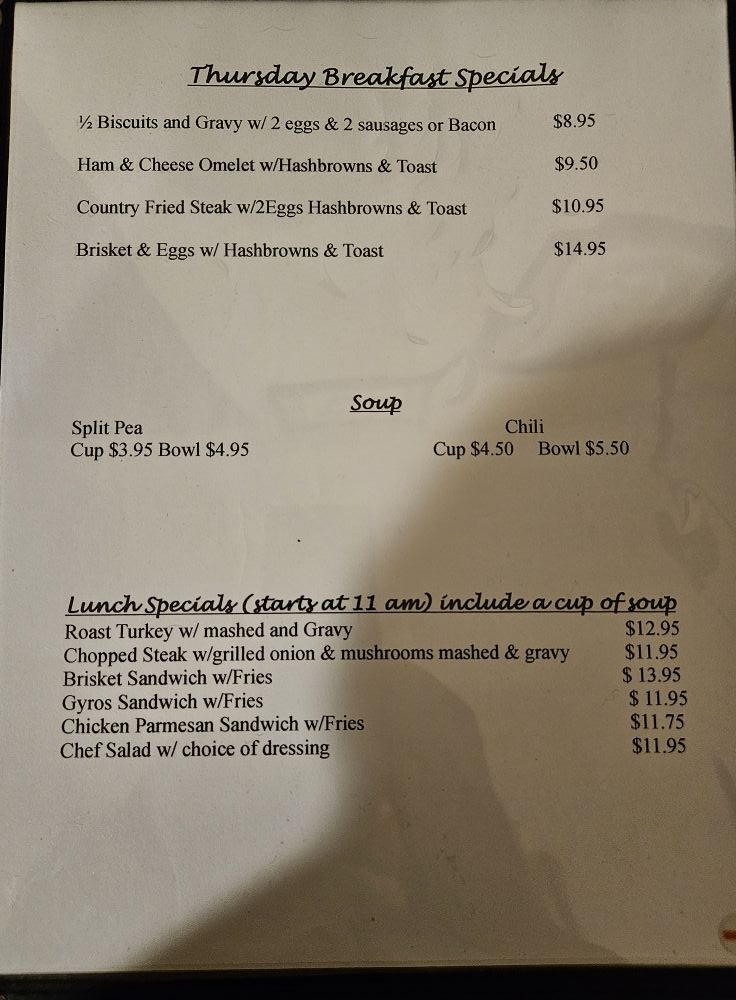 Thursday Breakfast Specials
½ Biscuits and Gravy w/ 2 eggs & 2 sausages or Bacon $8.95
Ham & Cheese Omelet w/Hashbrowns & Toast $9.50
Country Fried Steak w/2Eggs Hashbrowns & Toast $10.95
Brisket & Eggs w/ Hashbrowns & Toast $14.95
Soup
Split Pea Chili
Cup $3.95 Bowl $4.95 Cup $4.50 Bowl $5.50
Lunch Specials (starts at 11 am) include a cup of soup
Roast Turkey w/ mashed and Gravy $12.95
Chopped Steak w/grilled onion & mushrooms mashed & gravy $11.95
Brisket Sandwich w/Fries $ 13.95
Gyros Sandwich w/Fries $ 11.95
Chicken Parmesan Sandwich w/Fries $11.75
Chef Salad w/ choice of dressing $11.95